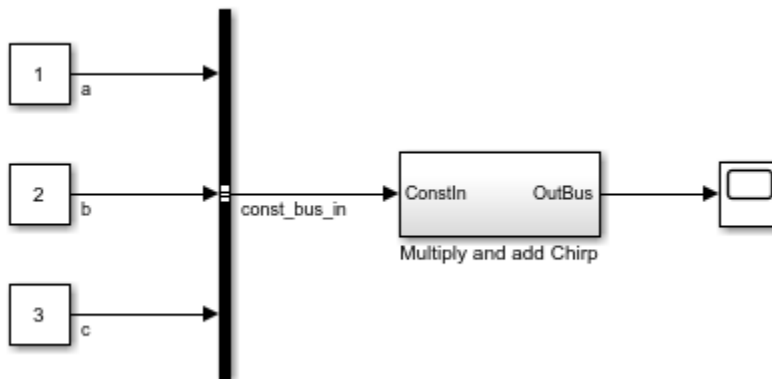 1
a
2
b
const_bus_in
ConstIn OutBus
Multiply and add Chirp
3
c